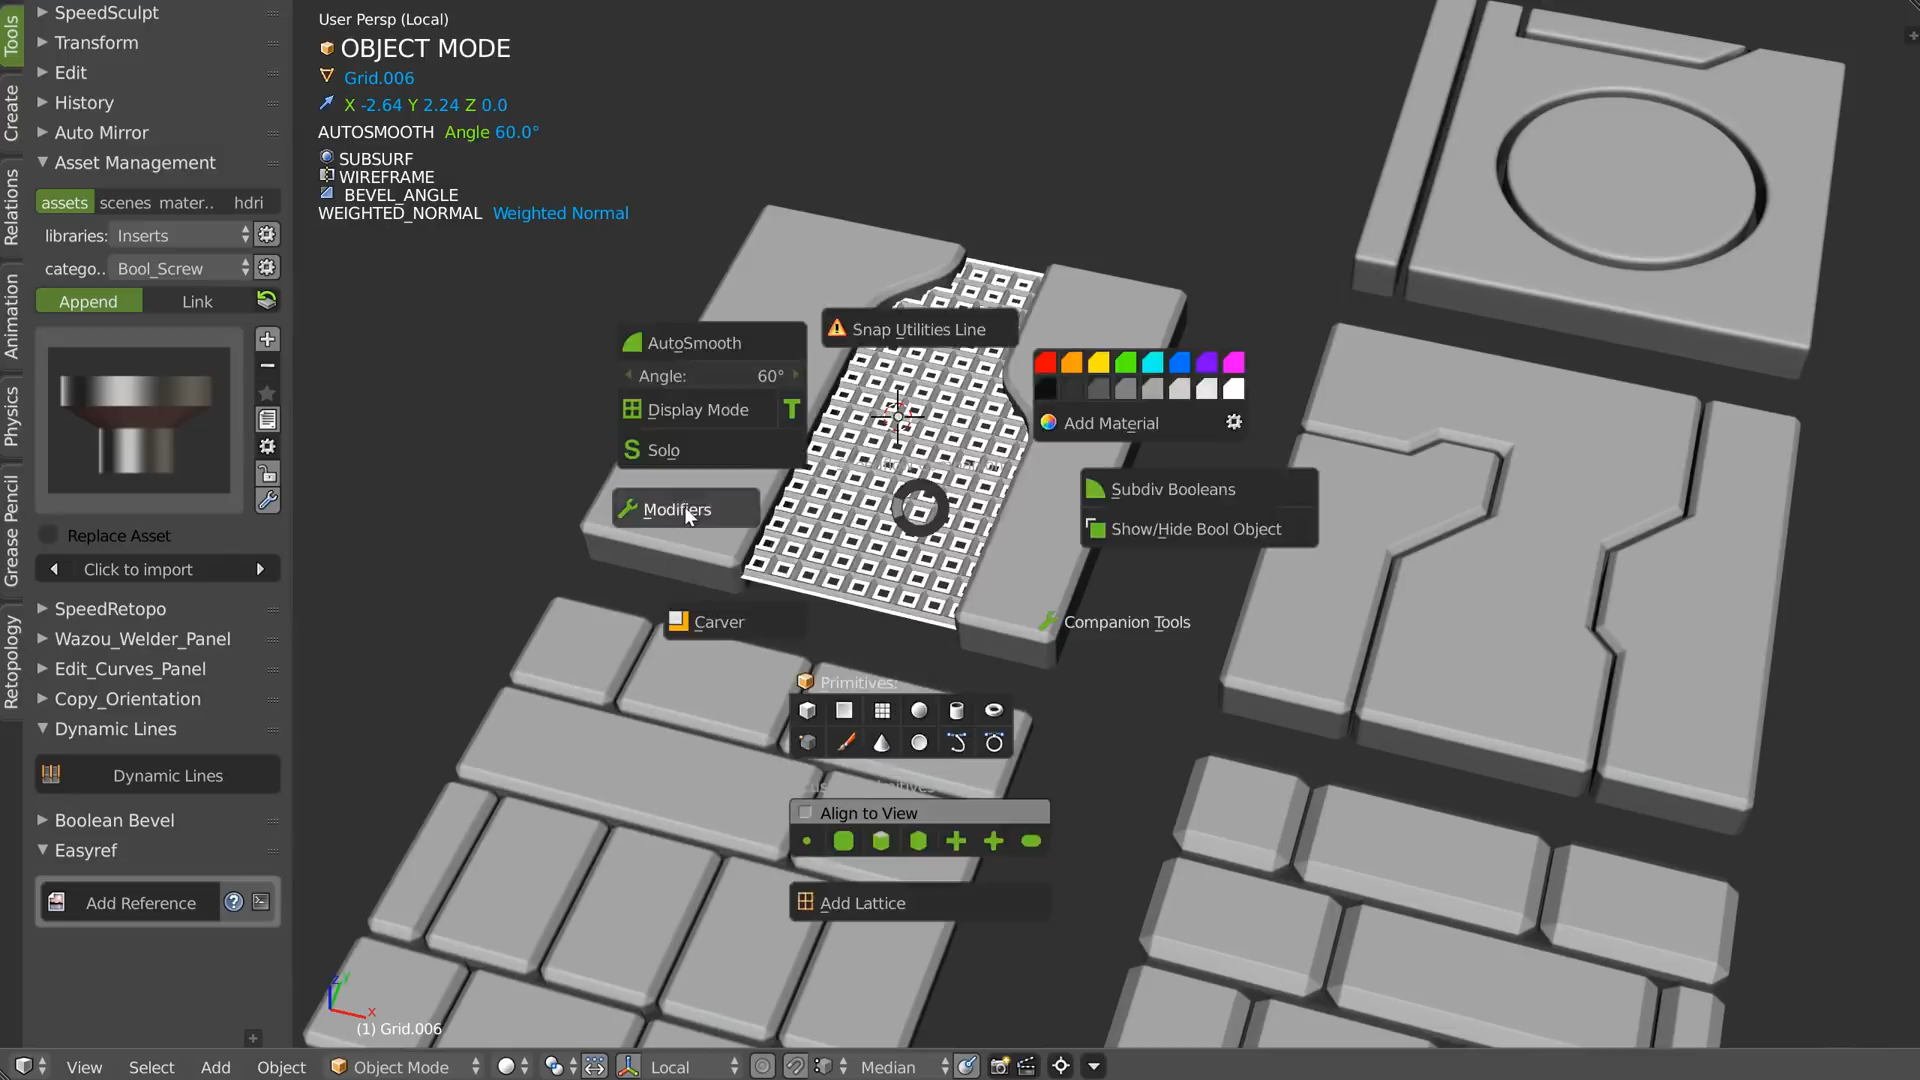 Tools
Create
Relations
Animation
Physics
Grease Pencil
Retopology
SpeedSculpt
Transform
Edit
History
Auto Mirror
Asset Management
assets
scenes
mater..
hdri
libraries: Inserts
catego.. Bool_Screw
Append
Link
Replace Asset
Click to import
SpeedRetopo
Wazou_Welder_Panel
Edit_Curves_Panel
Copy_Orientation
Dynamic Lines
Dynamic Lines
Boolean Bevel
Easyref
Add Reference
User Persp (Local)
OBJECT MODE
Grid.006
X -2.64 Y 2.24 Z 0.0
AUTOSMOOTH Angle 60.0°
SUBSURF
WIREFRAME
BEVEL_ANGLE
WEIGHTED_NORMAL Weighted Normal
AutoSmooth
Angle: 60°
Display Mode
T
S Solo
Modifiers
Carver
Snap Utilities Line
Add Material
Subdiv Booleans
Show/Hide Bool Object
Companion Tools
Primitives:
Align to View
Add Lattice
z
y
x
(1) Grid.006
View
Select
Add
Object
Object Mode
Local
Median